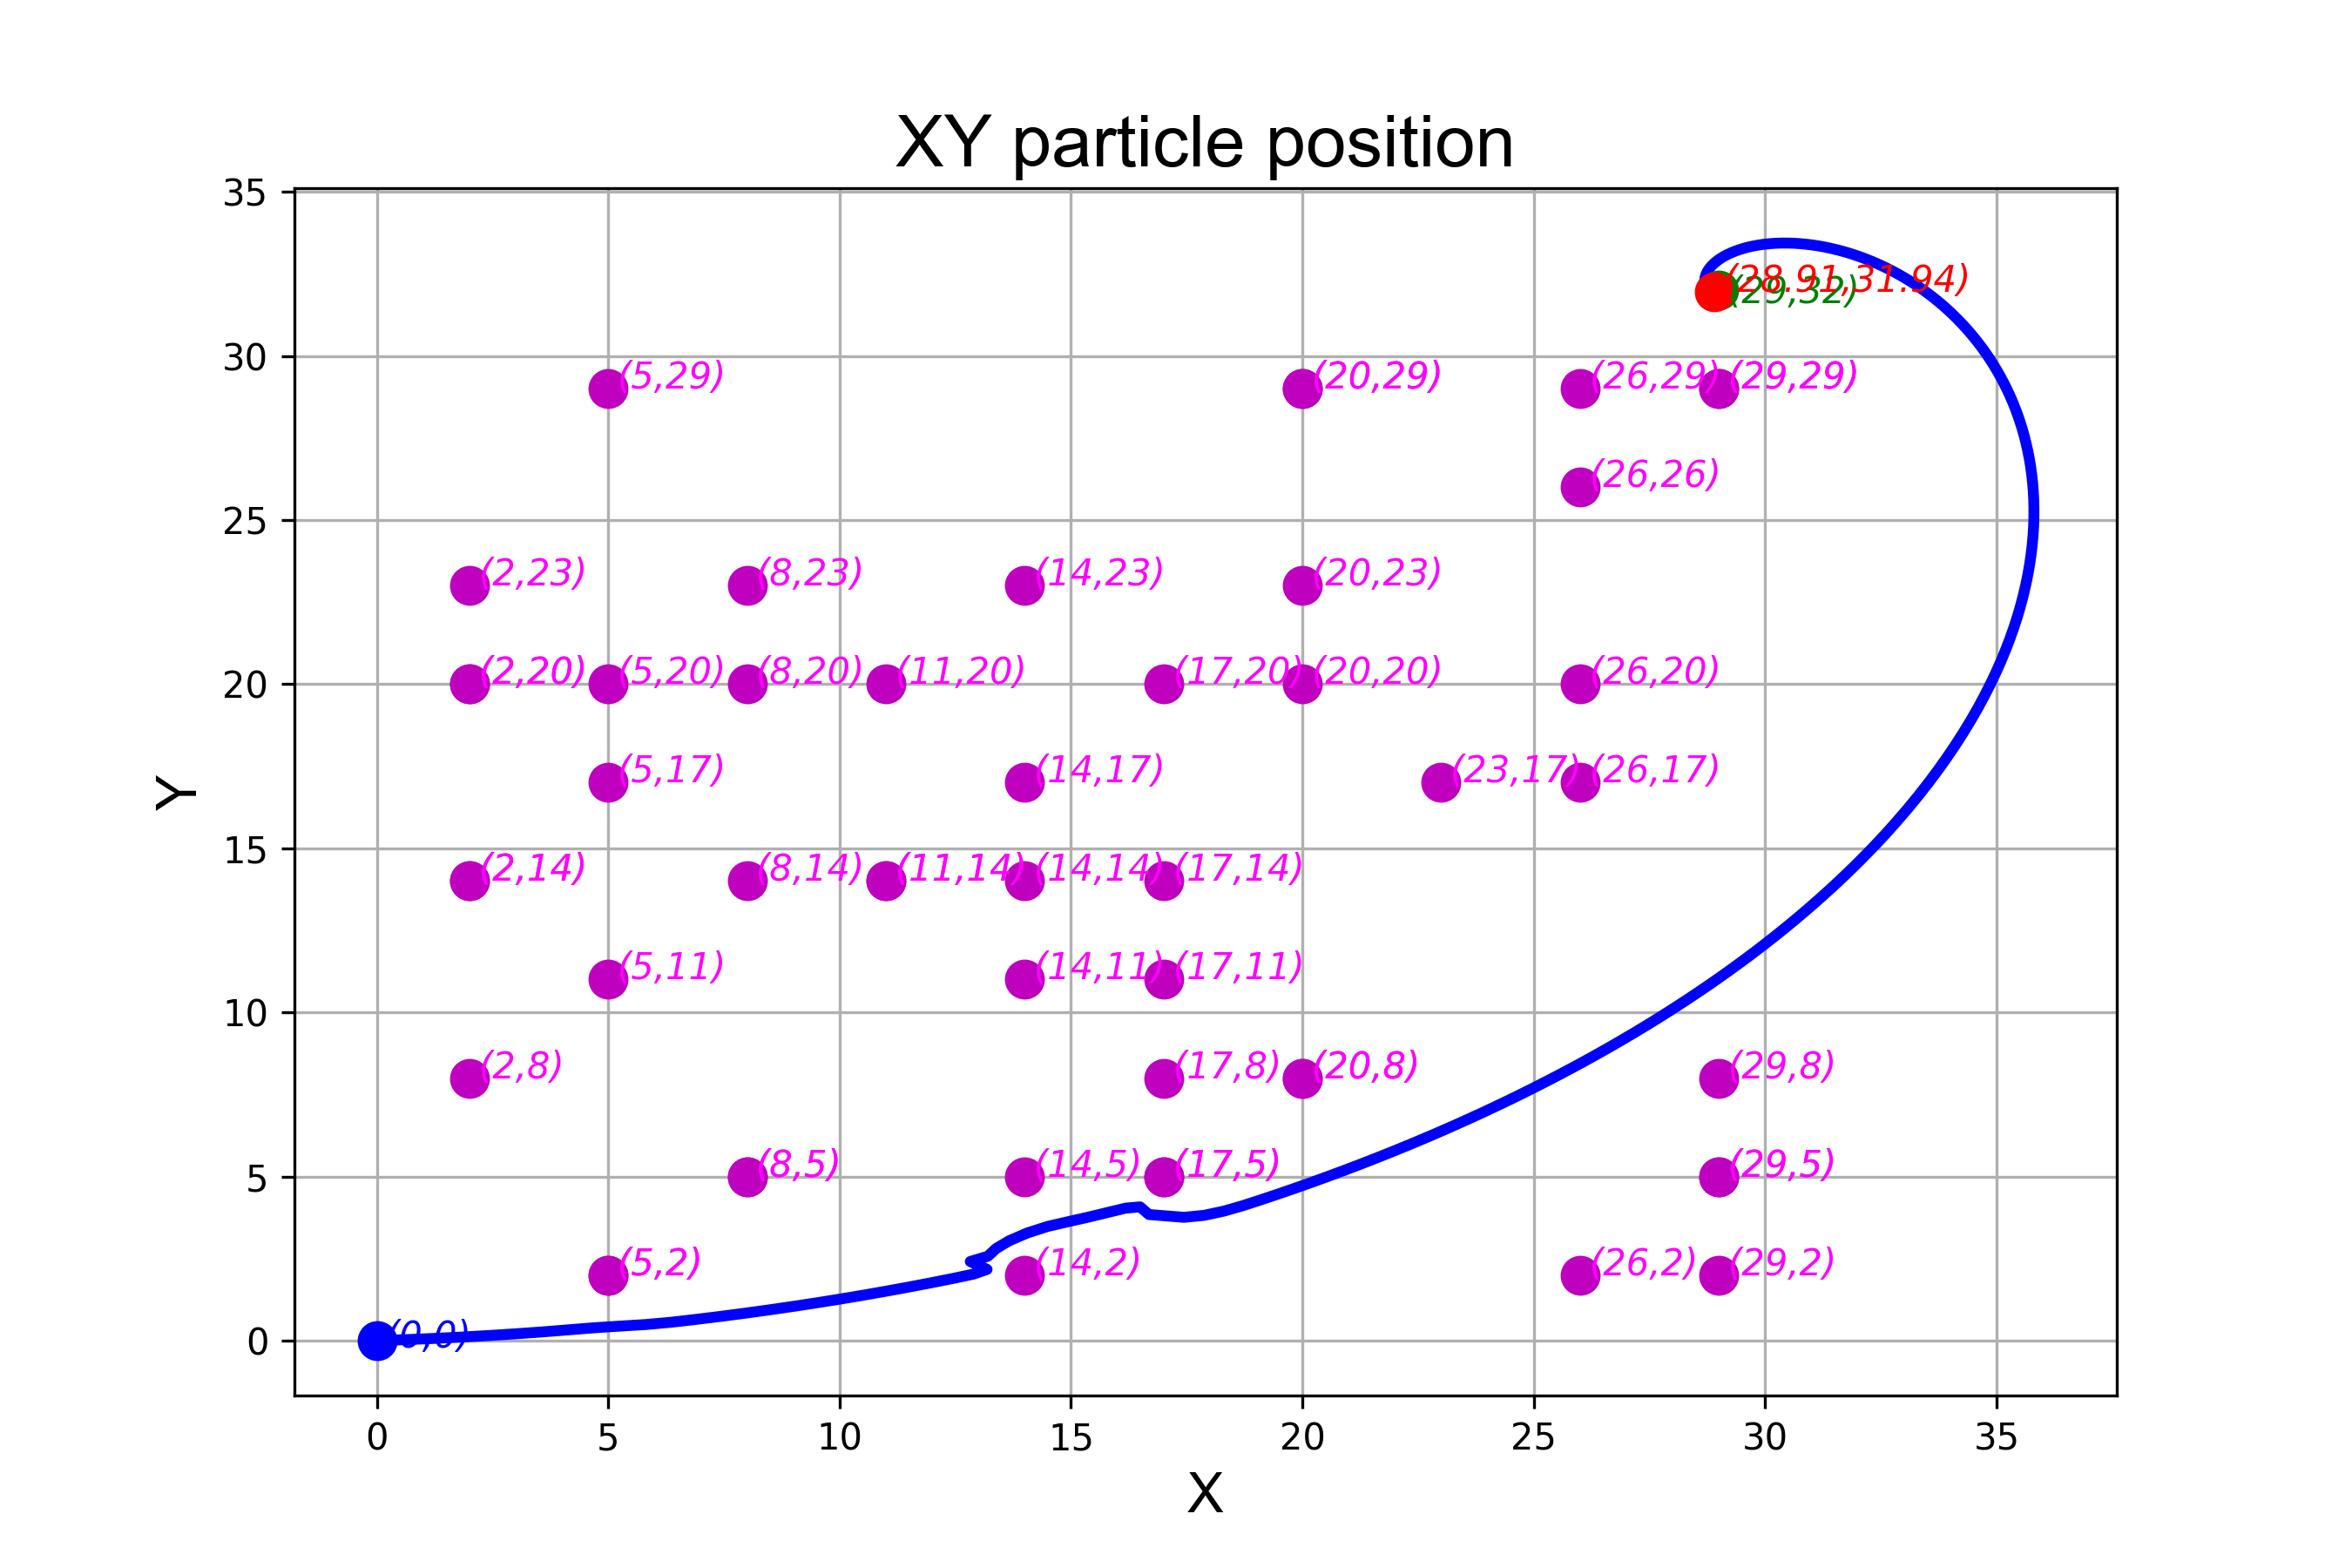 XY particle position
35
(28.91,31.94)
(29,32)
30
(5,29) (20,29) (26,29) (29,29)
(26,26)
25
(2,23) (8,23) (14,23) (20,23)
20
(2,20) (5,20) (8,20) (11,20) (17,20) (20,20) (26,20)
(5,17) (14,17) (23,17) (26,17)
Y
15
(2,14) (8,14) (11,14) (14,14) (17,14)
(5,11) (14,11) (17,11)
10
(2,8) (17,8) (20,8) (29,8)
5
(8,5) (14,5) (17,5) (29,5)
(5,2) (14,2) (26,2) (29,2)
0
(0,0)
0 5 10 15 20 25 30 35
X